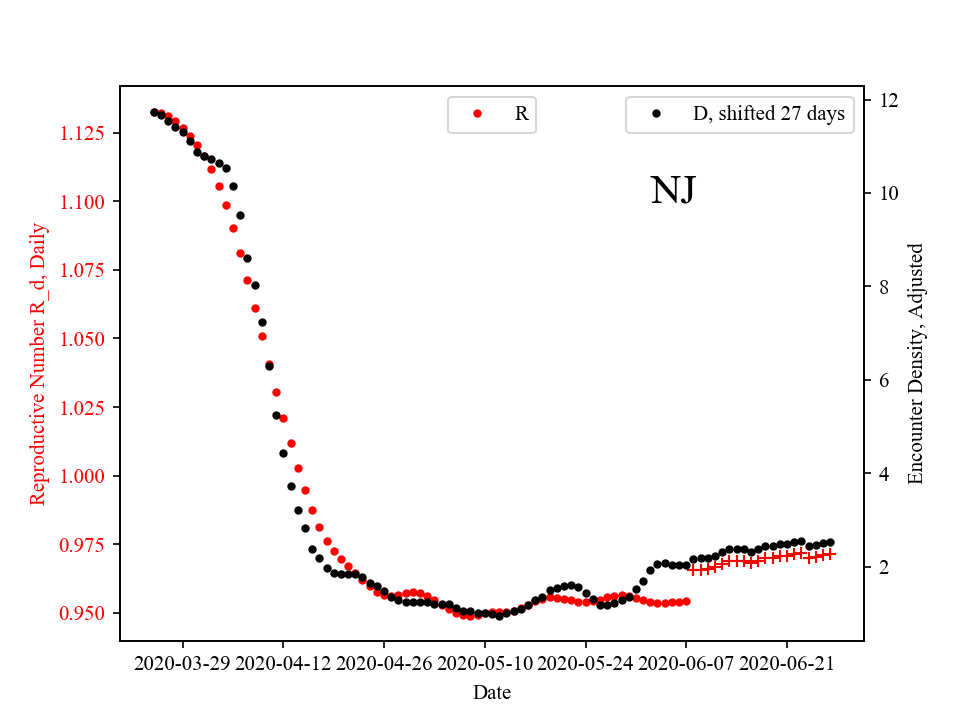 R
D, shifted 27 days
NJ
Reproductive Number R_d, Daily
1.125
1.100
1.075
1.050
1.025
1.000
0.975
0.950
12
10
8
6
4
2
Encounter Density, Adjusted
2020-03-29 2020-04-12 2020-04-26 2020-05-10 2020-05-24 2020-06-07 2020-06-21
Date